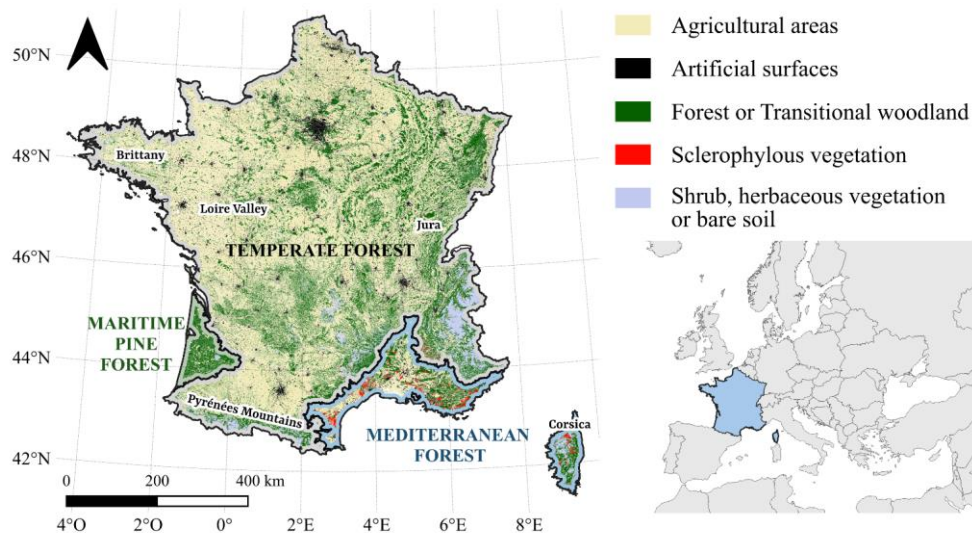 50°N
48°N
46°N
44°N
42°N
Brittany
Loire Valley
Jura
TEMPERATE FOREST
MARITIME
PINE
FOREST
Pyrénées Mountains
MEDITERRANEAN
FOREST
Corsica
0 200 400 km
4°O 2°O 0° 2°E 4°E 6°E 8°E
Agricultural areas
Artificial surfaces
Forest or Transitional woodland
Sclerophylous vegetation
Shrub, herbaceous vegetation
or bare soil